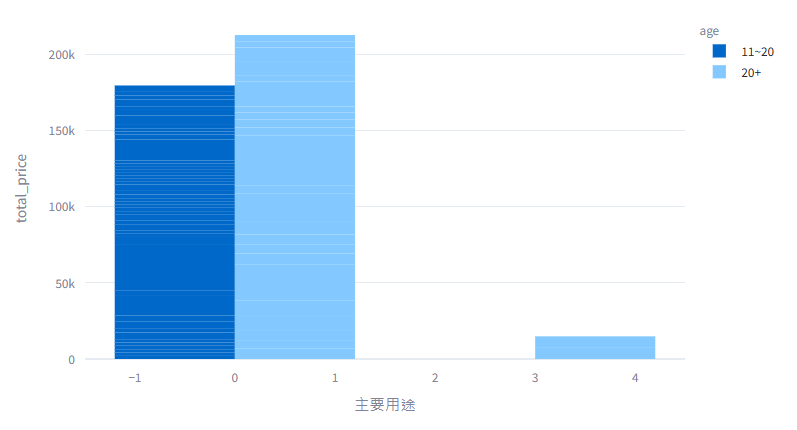 age
11~20
20+
200k
150k
100k
50k
0
total_price
−1
0
1
2
3
4
主要用途